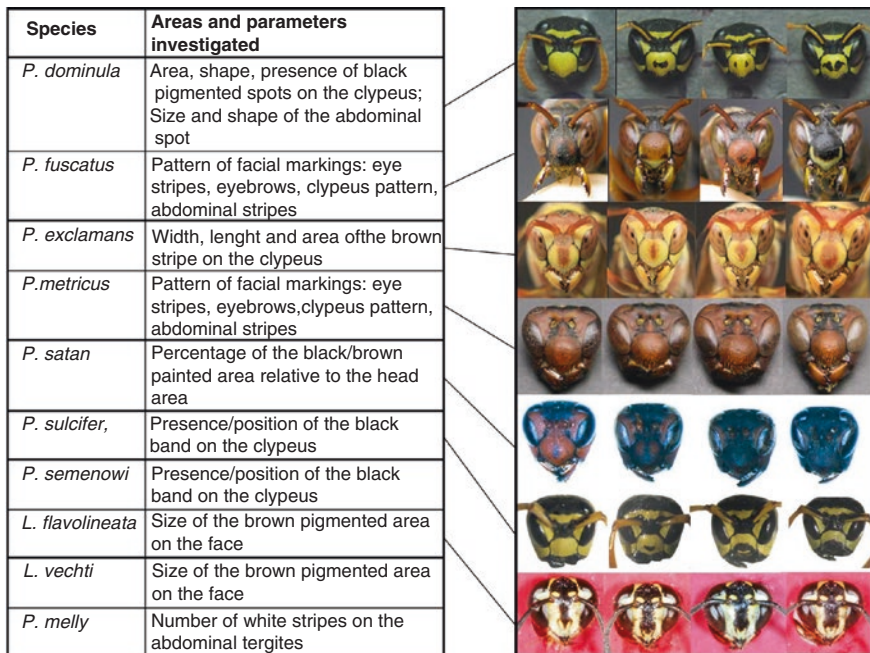 Species
Areas and parameters
investigated
P. dominula
Area, shape, presence of black
pigmented spots on the clypeus;
Size and shape of the abdominal
spot
P. fuscatus
Pattern of facial markings: eye
stripes, eyebrows, clypeus pattern,
abdominal stripes
P. exclamans
Width, lenght and area ofthe brown
stripe on the clypeus
P.metricus
Pattern of facial markings: eye
stripes, eyebrows,clypeus pattern,
abdominal stripes
P. satan
Percentage of the black/brown
painted area relative to the head
area
P. sulcifer,
Presence/position of the black
band on the clypeus
P. semenowi
Presence/position of the black
band on the clypeus
L. flavolineata
Size of the brown pigmented area
on the face
L. vechti
Size of the brown pigmented area
on the face
P. melly
Number of white stripes on the
abdominal tergites